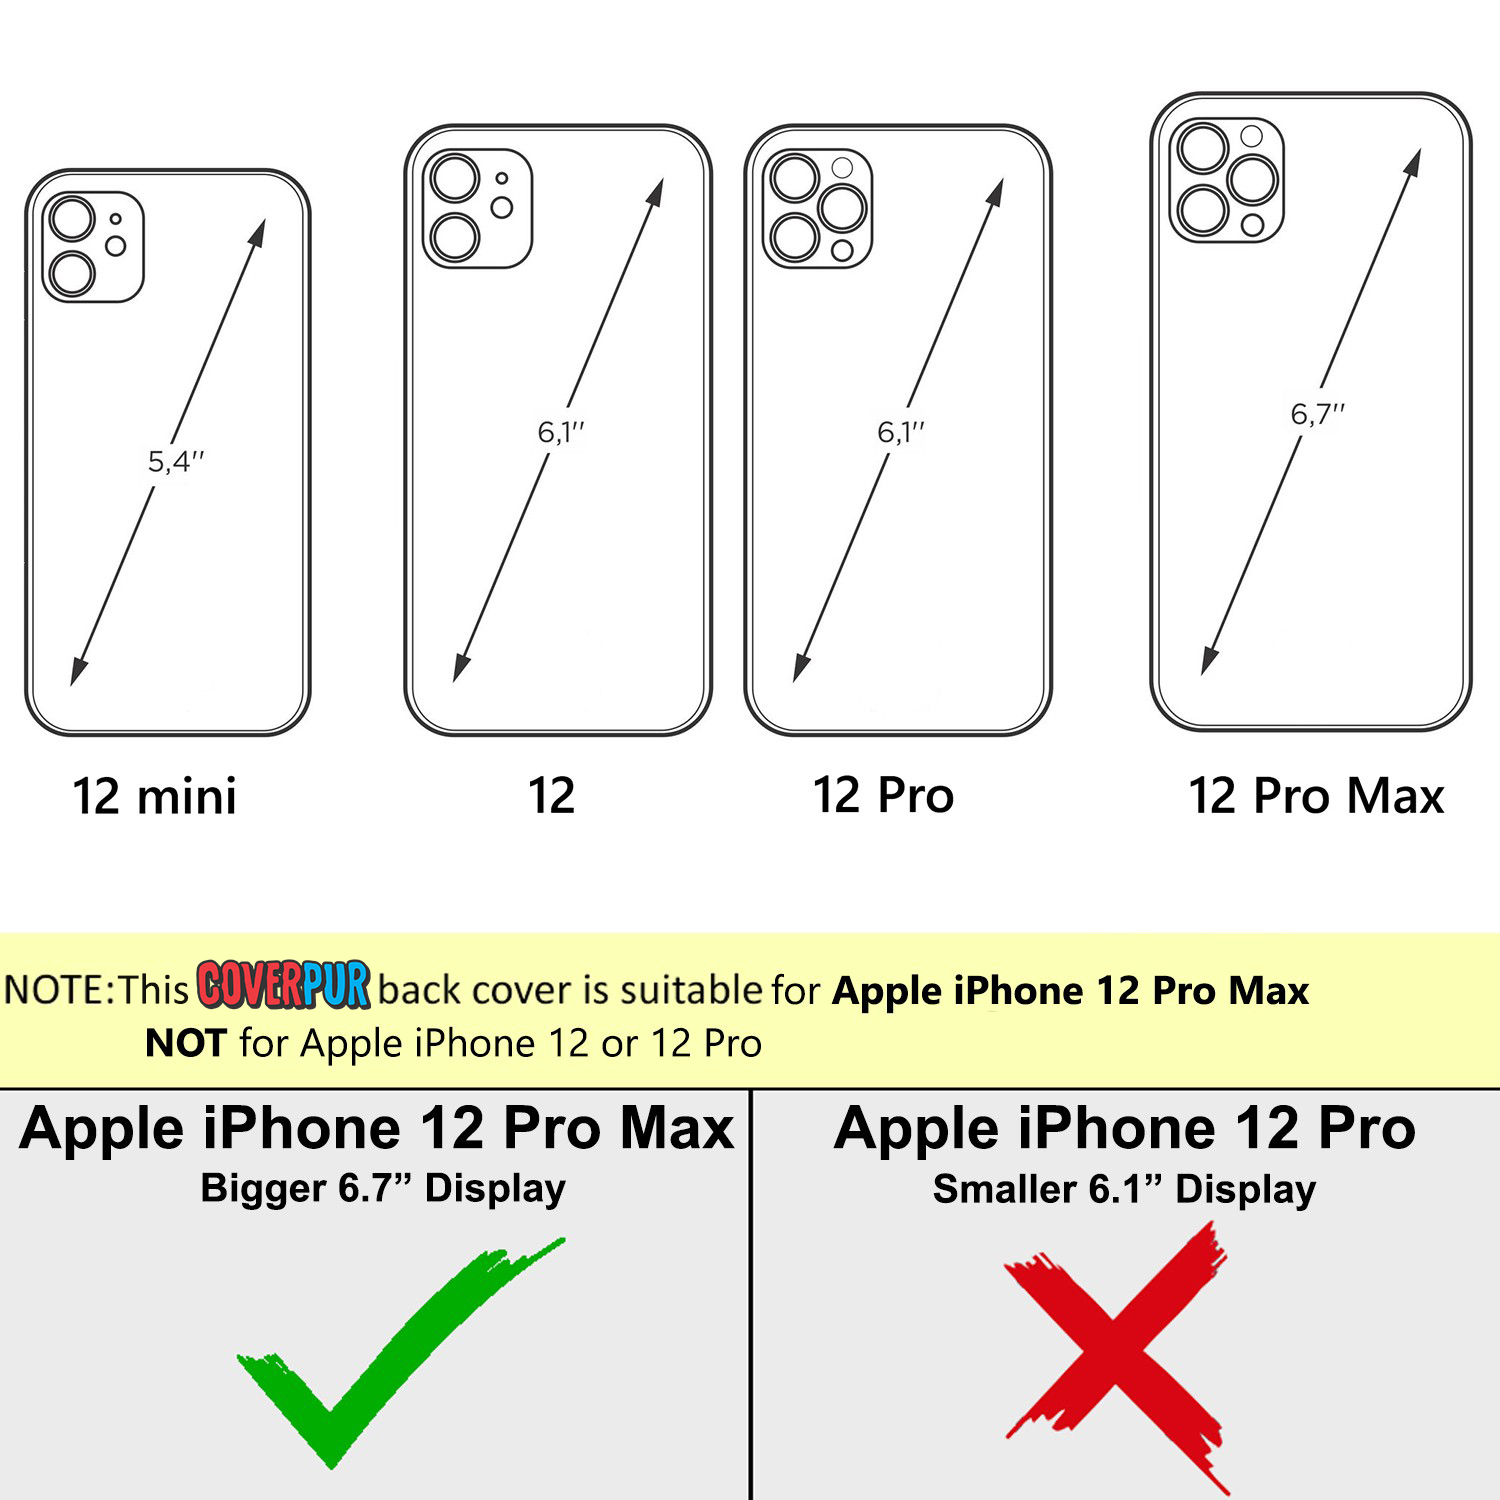 5,4''
6,1''
6,1''
6,7''
12 mini
12
12 Pro
12 Pro Max
NOTE: This COVERPUR back cover is suitable for Apple iPhone 12 Pro Max
NOT for Apple iPhone 12 or 12 Pro
Apple iPhone 12 Pro Max
Bigger 6.7” Display
Apple iPhone 12 Pro
Smaller 6.1” Display